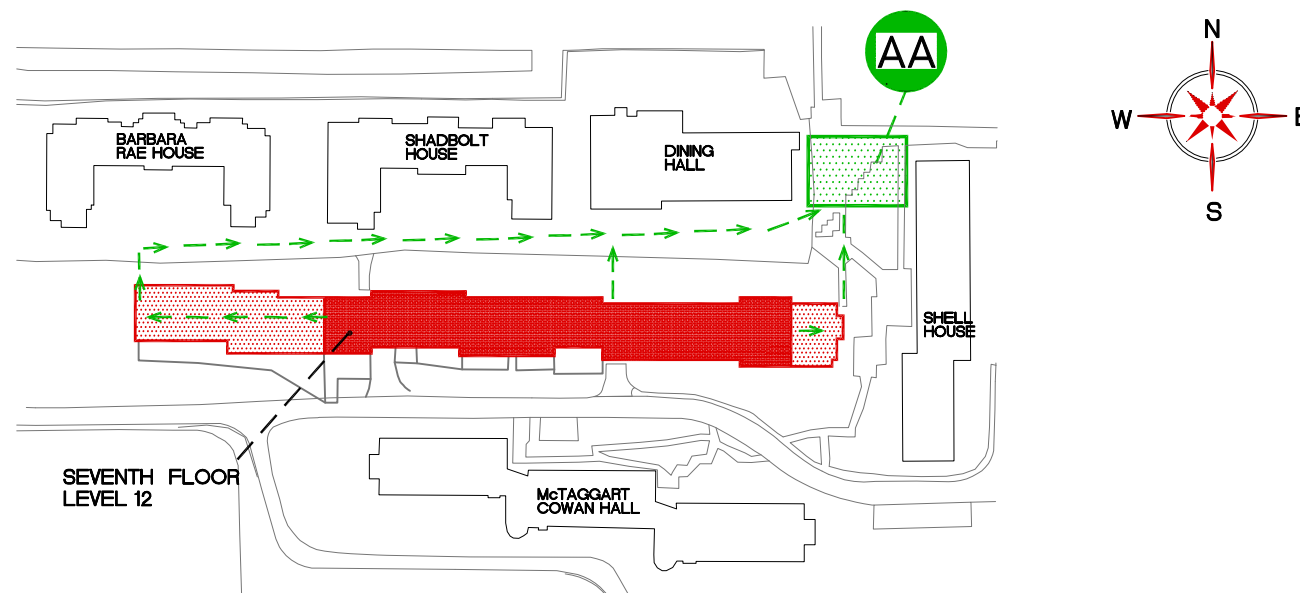 AA
N
W
E
S
BARBARA
RAE HOUSE
SHADBOLT
HOUSE
DINING
HALL
SHELL
HOUSE
SEVENTH FLOOR
LEVEL 12
McTAGGART
COWAN HALL